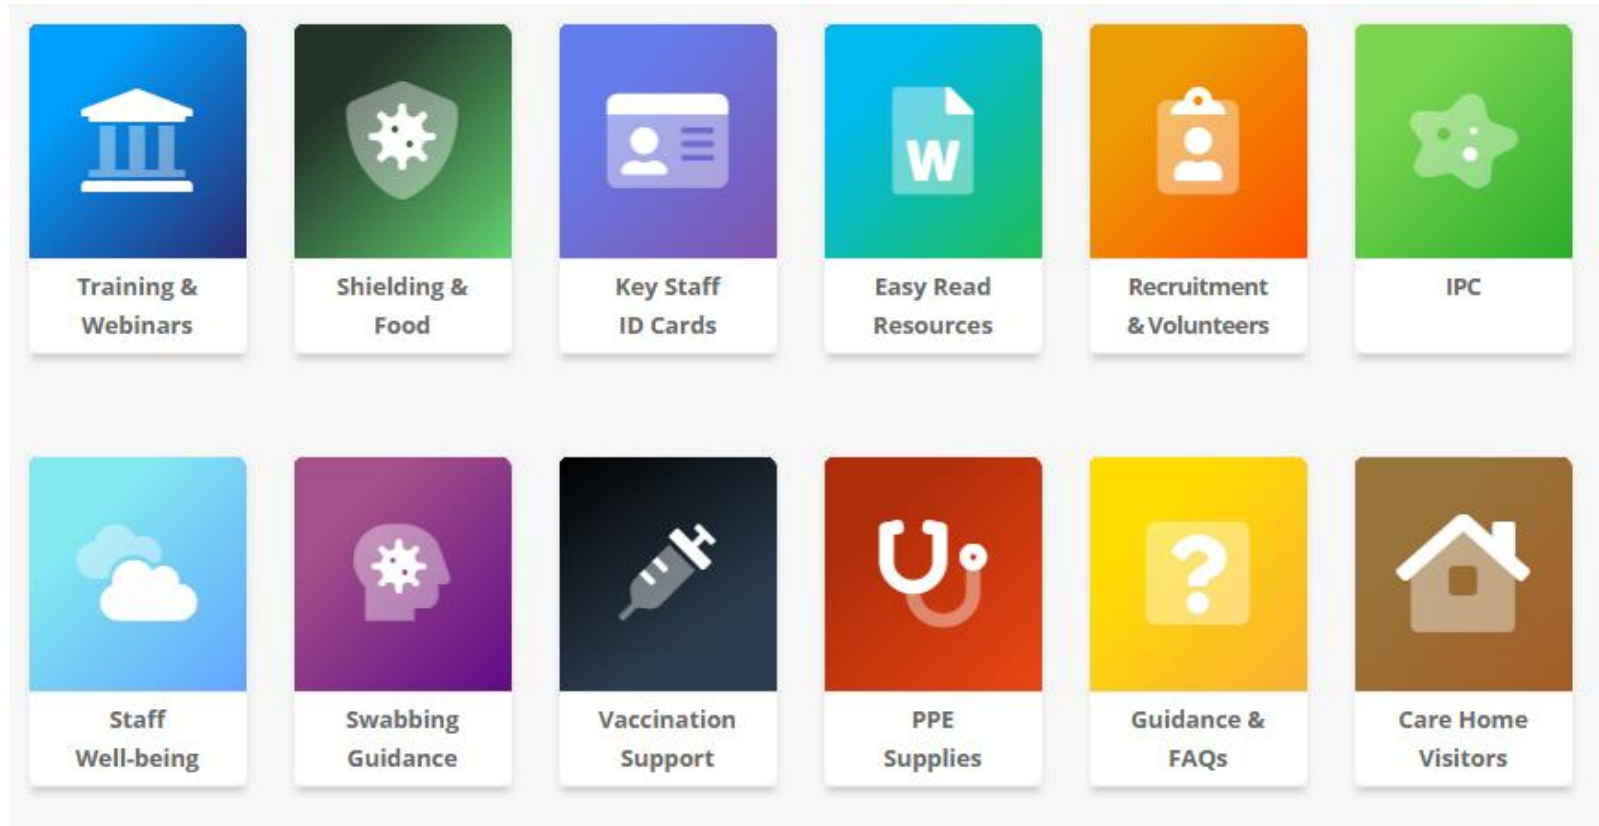 Training &
Webinars
Shielding &
Food
Key Staff
ID Cards
W
Easy Read
Resources
Recruitment
& Volunteers
IPC
Staff
Well-being
Swabbing
Guidance
Vaccination
Support
PPE
Supplies
?
Guidance &
FAQs
Care Home
Visitors